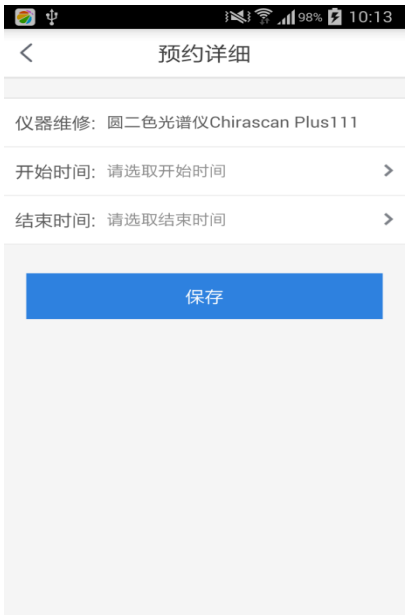 98% 10:13
预约详细
仪器维修: 圆二色光谱仪Chirascan Plus111
开始时间: 请选取开始时间
结束时间: 请选取结束时间
保存